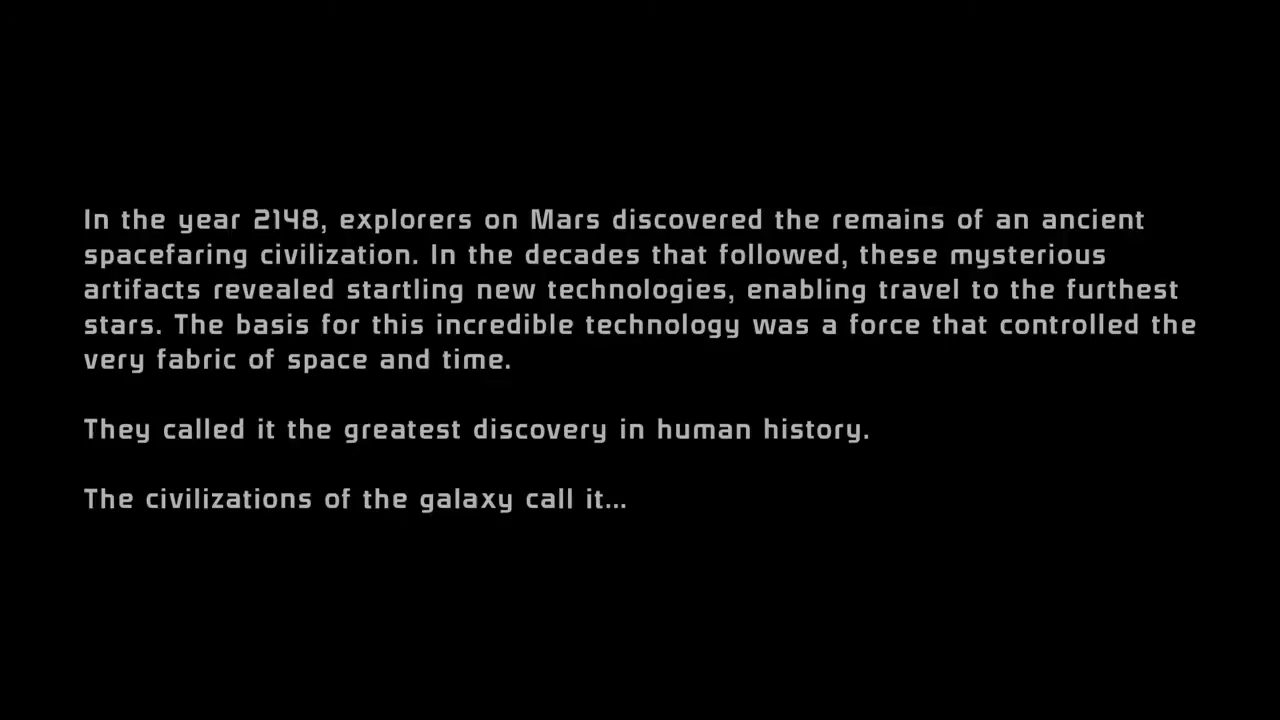 In the year 2148, explorers on Mars discovered the remains of an ancient
spacefaring civilization. In the decades that followed, these mysterious
artifacts revealed startling new technologies, enabling travel to the furthest
stars. The basis for this incredible technology was a force that controlled the
very fabric of space and time.
They called it the greatest discovery in human history.
The civilizations of the galaxy call it...